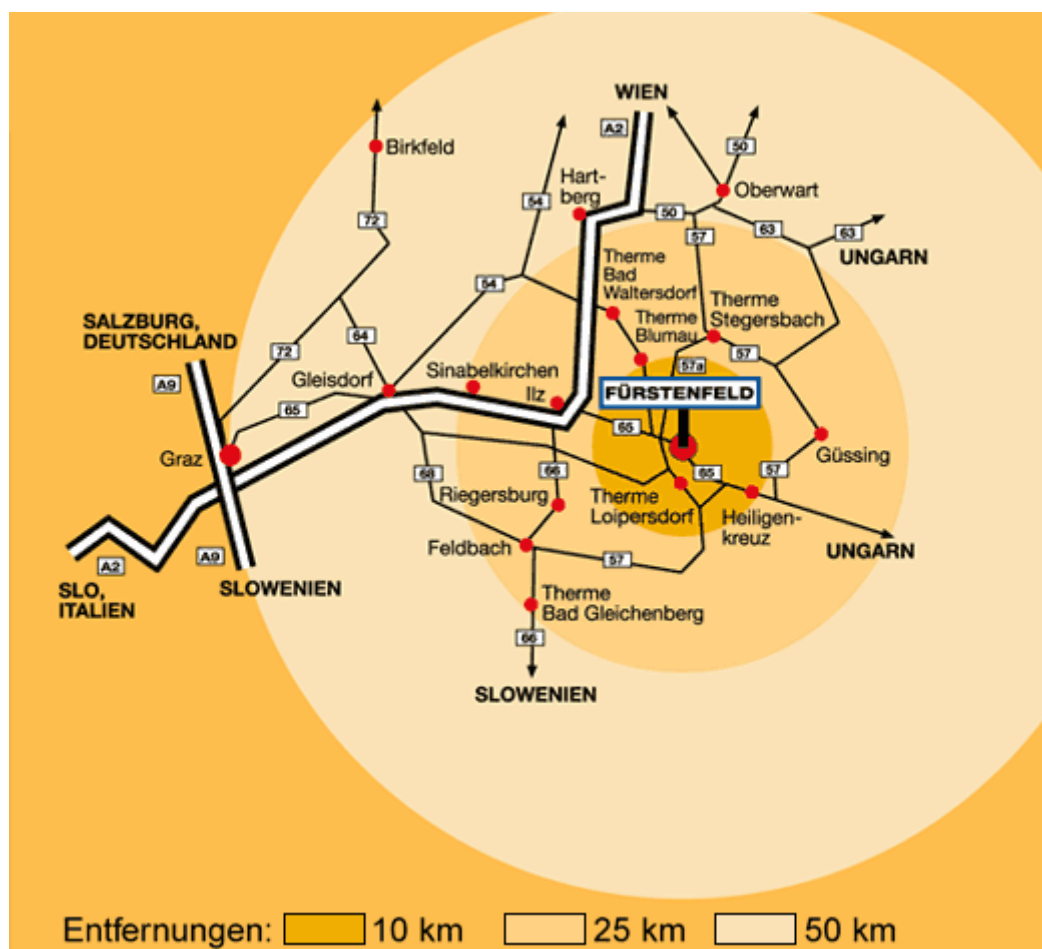 WIEN
A2
Birkfeld
50
Hart-
berg
Oberwart
54
72
50
57
63
63
UNGARN
Therme
Bad
Waltersdorf
54
Therme
Stegersbach
SALZBURG,
DEUTSCHLAND
72
64
Therme
Blumau
57
57a
A9
Gleisdorf
Sinabelkirchen
Ilz
FÜRSTENFELD
65
65
Graz
Güssing
68
66
65
57
Riegersburg
Therme
Loipersdorf
Heiligen-
kreuz
Feldbach
57
UNGARN
A2
A9
SLO,
ITALIEN
SLOWENIEN
Therme
Bad Gleichenberg
66
SLOWENIEN
Entfernungen: 10 km 25 km 50 km